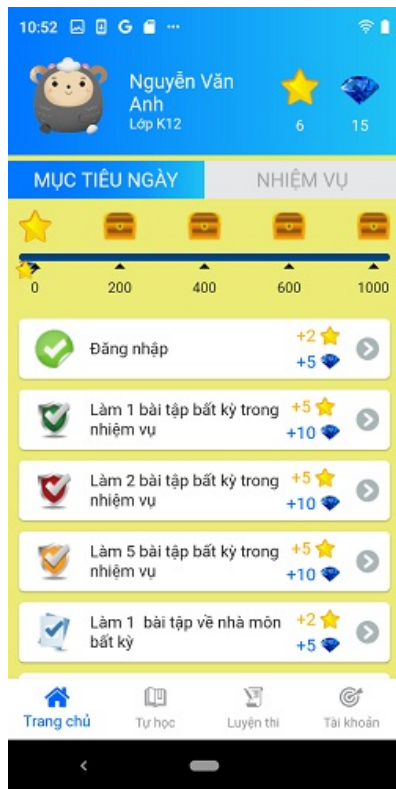 10:52 G
Nguyễn Văn
Anh
Lớp K12
6 15
MỤC TIÊU NGÀY NHIỆM VỤ
0 200 400 600 1000
Đăng nhập
+2
+5
Làm 1 bài tập bất kỳ trong
nhiệm vụ
+5
+10
Làm 2 bài tập bất kỳ trong
nhiệm vụ
+5
+10
Làm 5 bài tập bất kỳ trong
nhiệm vụ
+5
+10
Làm 1 bài tập về nhà môn
bất kỳ
+2
+5
Trang chủ Tự học Luyện thi Tài khoản